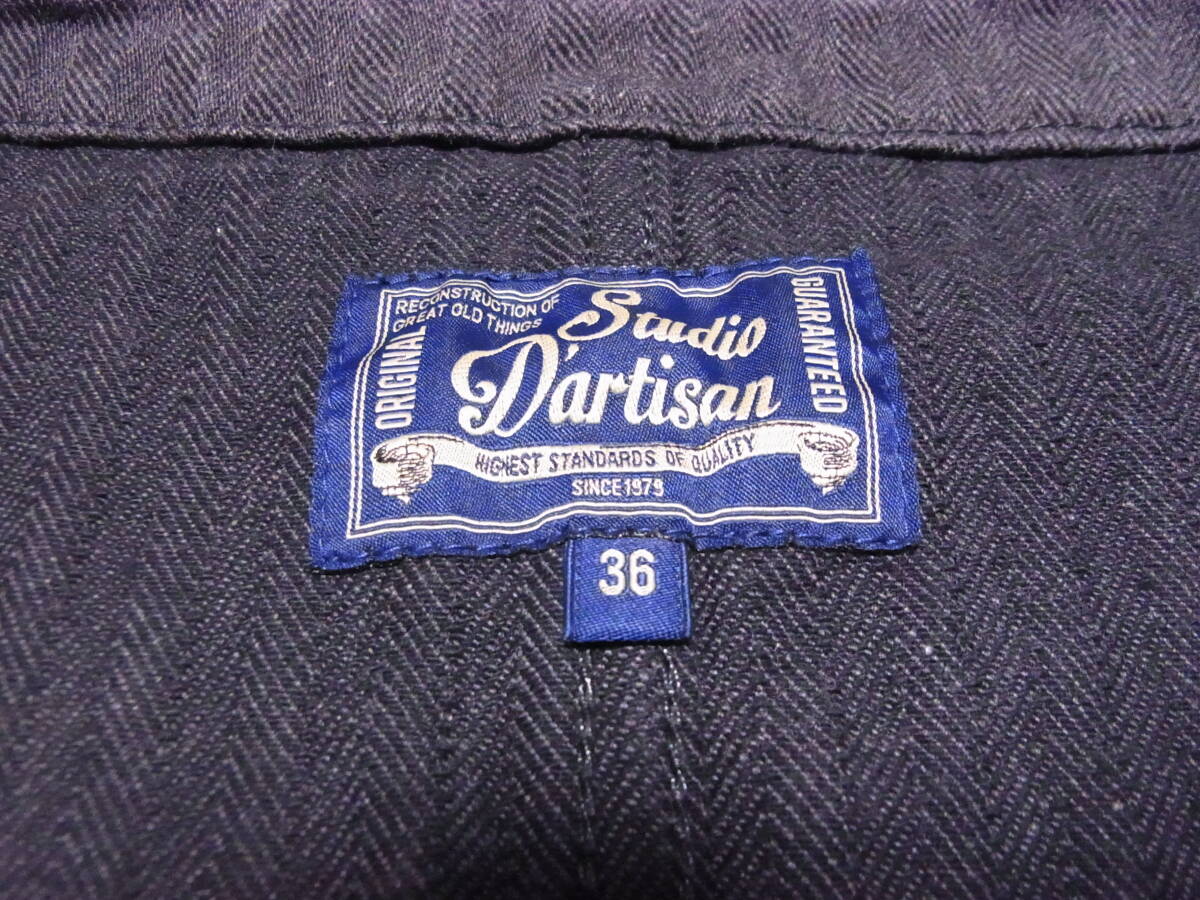 RECONSTRUCTION OF
GREAT OLD THINGS
ORIGINAL
Studio
D'artisan
GUARANTEED
HIGHEST STANDARDS OF QUALITY
SINCE 1979
36